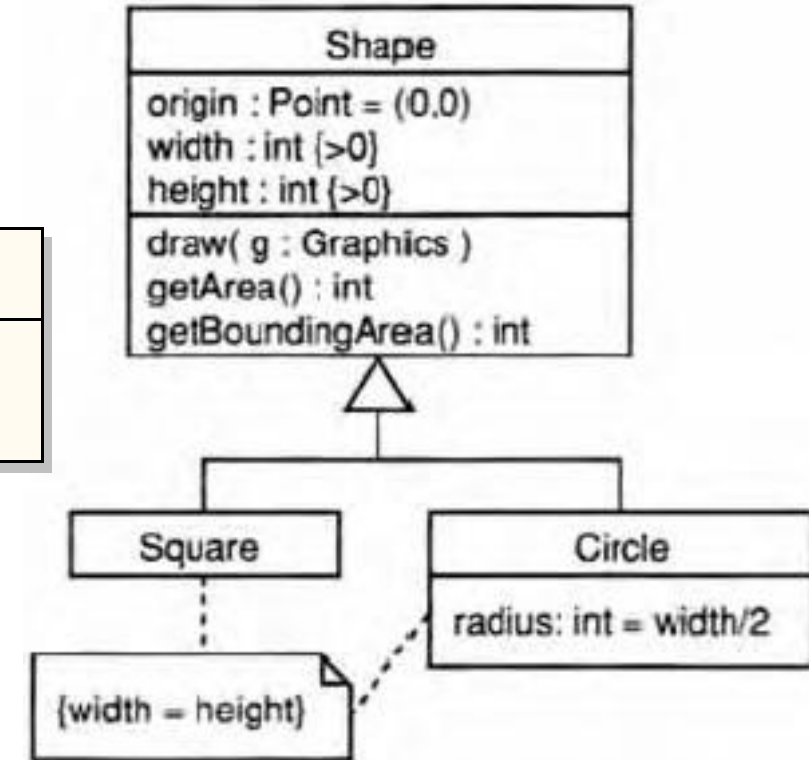 Shape
origin : Point = (0,0)
width : int {>0}
height : int {>0}
draw( g : Graphics )
getArea() : int
getBoundingArea() : int
Square
Circle
radius: int = width/2
{width = height}